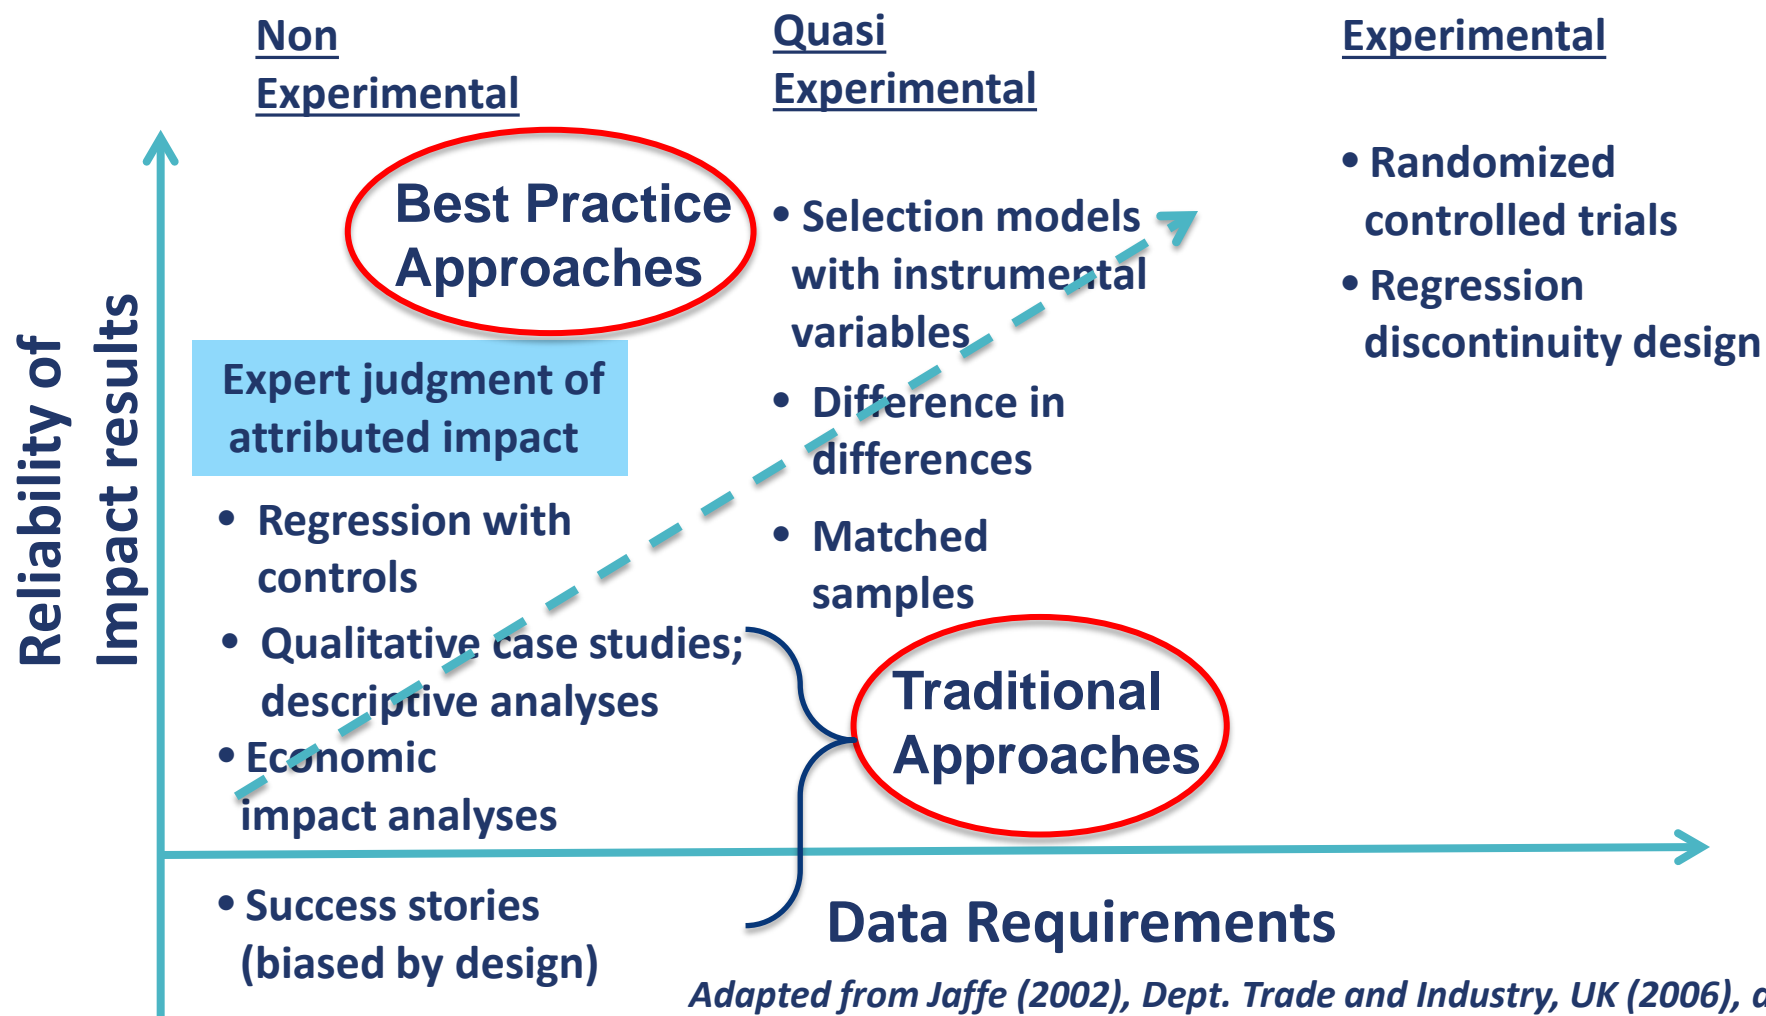 Non
Experimental
Quasi
Experimental
Experimental
Reliability of
Impact results
Best Practice
Approaches
Expert judgment of
attributed impact
• Regression with
controls
• Qualitative case studies;
descriptive analyses
• Economic
impact analyses
• Success stories
(biased by design)
• Selection models
with instrumental
variables
• Difference in
differences
• Matched
samples
Traditional
Approaches
• Randomized
controlled trials
• Regression
discontinuity design
Data Requirements
Adapted from Jaffe (2002), Dept. Trade and Industry, UK (2006),